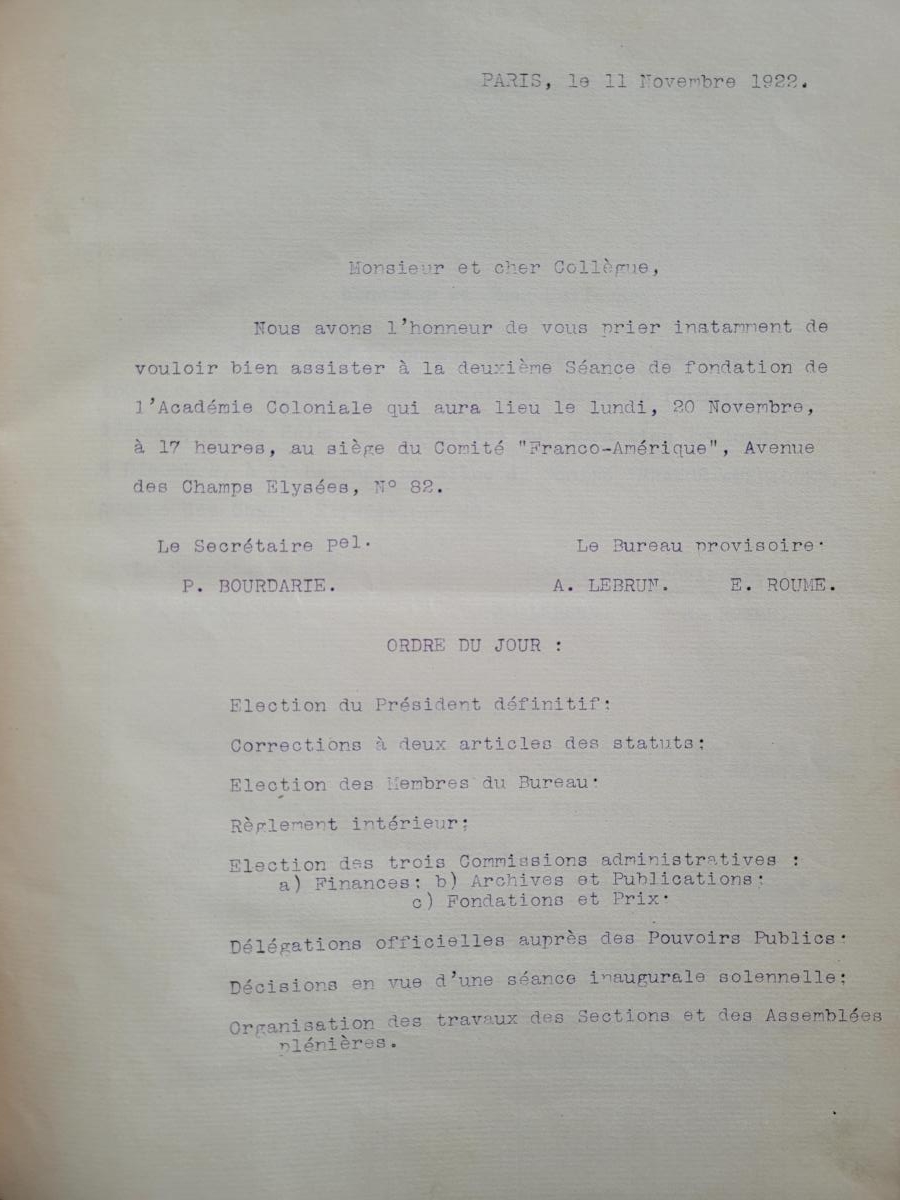 PARIS, le 11 Novembre 1922.
Monsieur et cher Collègue,
Nous avons l'honneur de vous prier instamment de
vouloir bien assister à la deuxième Séance de fondation de
l'Académie Coloniale qui aura lieu le lundi, 20 Novembre,
à 17 heures, au siège du Comité "Franco-Amérique", Avenue
des Champs Elysées, N° 82.
Le Secrétaire pel. Le Bureau provisoire.
P. BOURDARIE. A. LEBRUN. E. ROUME.
ORDRE DU JOUR :
Election du Président définitif;
Corrections à deux articles des statuts;
Election des Membres du Bureau;
Règlement intérieur;
Election des trois Commissions administratives :
a) Finances; b) Archives et Publications;
c) Fondations et Prix;
Délégations officielles auprès des Pouvoirs Publics;
Décisions en vue d'une séance inaugurale solennelle;
Organisation des travaux des Sections et des Assemblées
plénières.